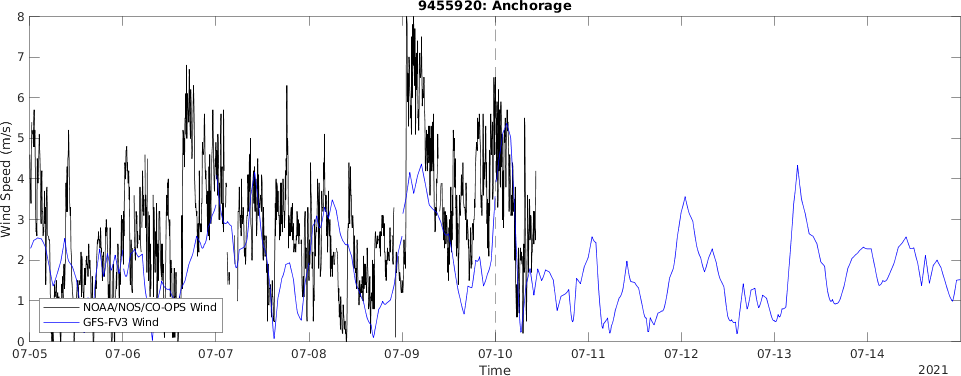 9455920: Anchorage
8
7
6
5
4
3
2
1
0
Wind Speed (m/s)
NOAA/NOS/CO-OPS Wind
GFS-FV3 Wind
07-05 07-06 07-07 07-08 07-09 07-10 07-11 07-12 07-13 07-14
Time
2021